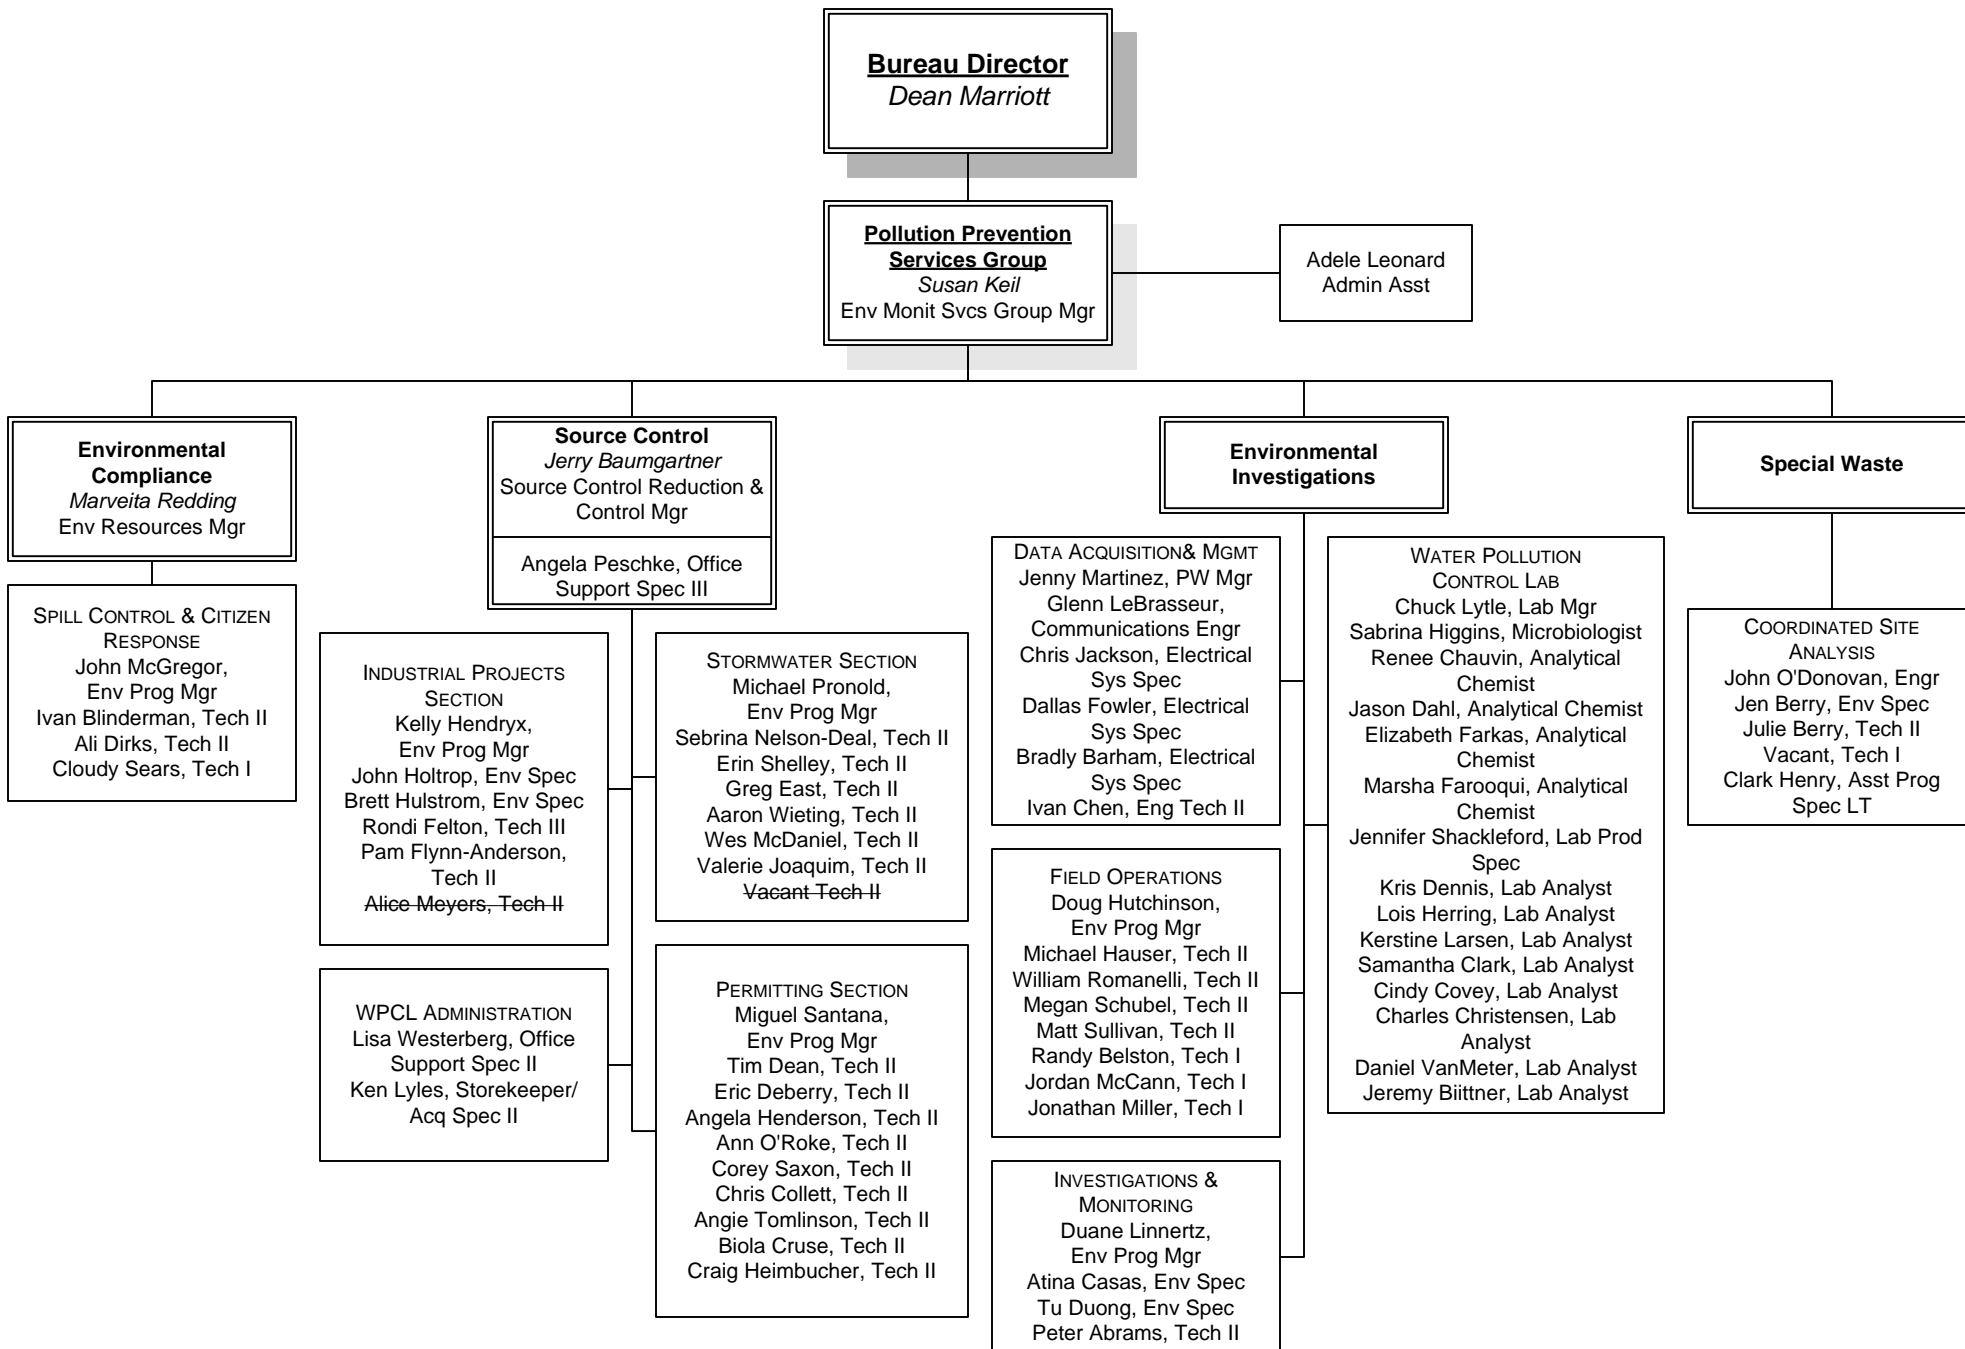 Bureau Director
Dean Marriott
Pollution Prevention
Services Group
Susan Keil
Env Monit Svcs Group Mgr
Adele Leonard
Admin Asst
Environmental
Compliance
Marveita Redding
Env Resources Mgr
SPILL CONTROL & CITIZEN
RESPONSE
John McGregor,
Env Prog Mgr
Ivan Blinderman, Tech II
Ali Dirks, Tech II
Cloudy Sears, Tech I
Source Control
Jerry Baumgartner
Source Control Reduction &
Control Mgr
Angela Peschke, Office
Support Spec III
INDUSTRIAL PROJECTS
SECTION
Kelly Hendryx,
Env Prog Mgr
John Holtrop, Env Spec
Brett Hulstrom, Env Spec
Rondi Felton, Tech III
Pam Flynn-Anderson,
Tech II
Alice Meyers, Tech II
WPCL ADMINISTRATION
Lisa Westerberg, Office
Support Spec II
Ken Lyles, Storekeeper/
Acq Spec II
STORMWATER SECTION
Michael Pronold,
Env Prog Mgr
Sebrina Nelson-Deal, Tech II
Erin Shelley, Tech II
Greg East, Tech II
Aaron Wieting, Tech II
Wes McDaniel, Tech II
Valerie Joaquim, Tech II
Vacant Tech II
PERMITTING SECTION
Miguel Santana,
Env Prog Mgr
Tim Dean, Tech II
Eric Deberry, Tech II
Angela Henderson, Tech II
Ann O'Roke, Tech II
Corey Saxon, Tech II
Chris Collett, Tech II
Angie Tomlinson, Tech II
Biola Cruse, Tech II
Craig Heimbucher, Tech II
Environmental
Investigations
DATA ACQUISITION& MGMT
Jenny Martinez, PW Mgr
Glenn LeBrasseur,
Communications Engr
Chris Jackson, Electrical
Sys Spec
Dallas Fowler, Electrical
Sys Spec
Bradly Barham, Electrical
Sys Spec
Ivan Chen, Eng Tech II
FIELD OPERATIONS
Doug Hutchinson,
Env Prog Mgr
Michael Hauser, Tech II
William Romanelli, Tech II
Megan Schubel, Tech II
Matt Sullivan, Tech II
Randy Belston, Tech I
Jordan McCann, Tech I
Jonathan Miller, Tech I
INVESTIGATIONS &
MONITORING
Duane Linnertz,
Env Prog Mgr
Atina Casas, Env Spec
Tu Duong, Env Spec
Peter Abrams, Tech II
WATER POLLUTION
CONTROL LAB
Chuck Lytle, Lab Mgr
Sabrina Higgins, Microbiologist
Renee Chauvin, Analytical
Chemist
Jason Dahl, Analytical Chemist
Elizabeth Farkas, Analytical
Chemist
Marsha Farooqui, Analytical
Chemist
Jennifer Shackleford, Lab Prod
Spec
Kris Dennis, Lab Analyst
Lois Herring, Lab Analyst
Kerstine Larsen, Lab Analyst
Samantha Clark, Lab Analyst
Cindy Covey, Lab Analyst
Charles Christensen, Lab
Analyst
Daniel VanMeter, Lab Analyst
Jeremy Biittner, Lab Analyst
Special Waste
COORDINATED SITE
ANALYSIS
John O'Donovan, Engr
Jen Berry, Env Spec
Julie Berry, Tech II
Vacant, Tech I
Clark Henry, Asst Prog
Spec LT